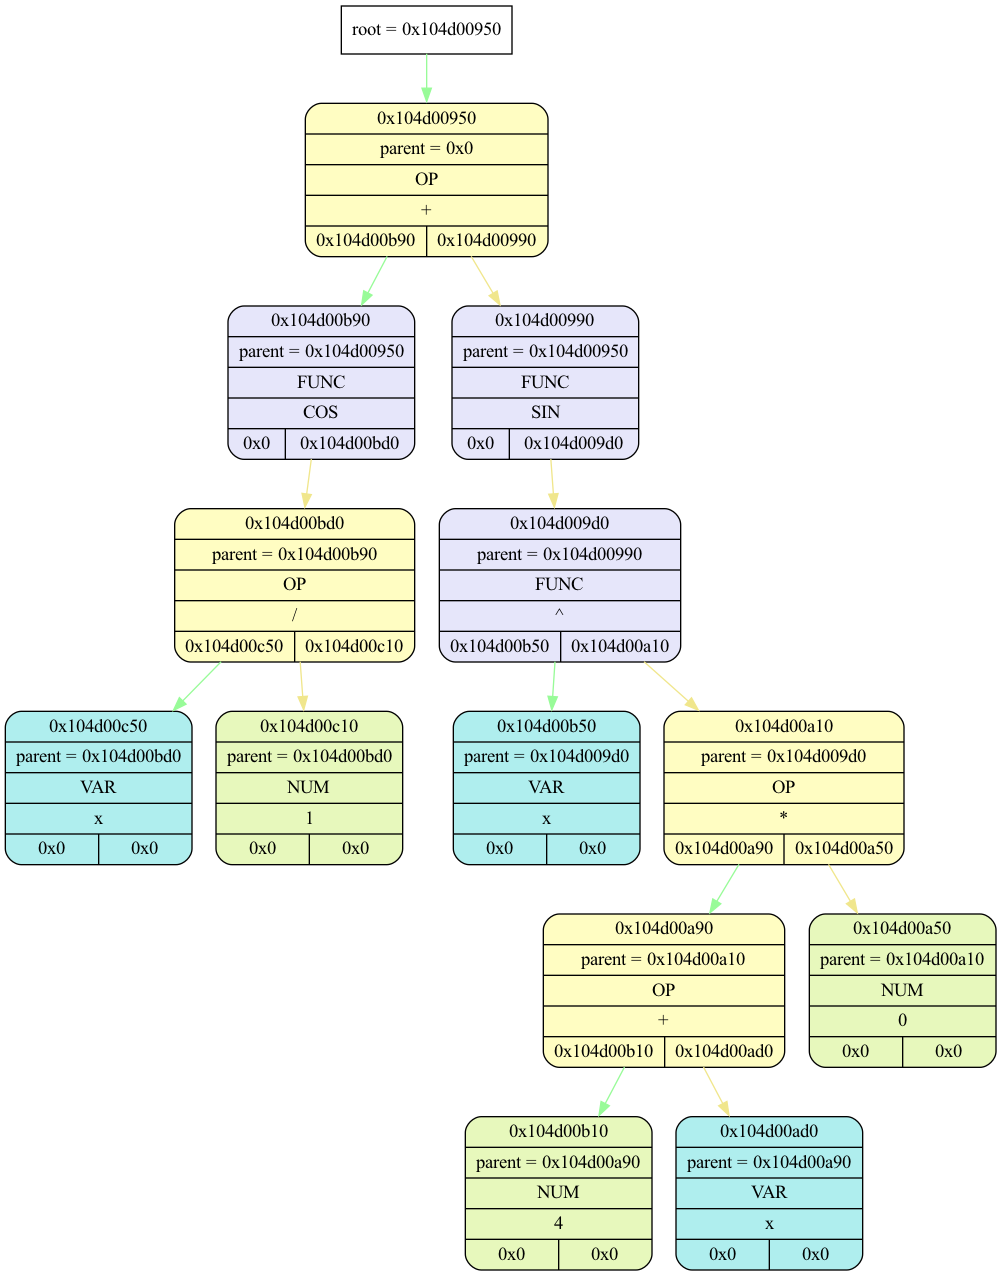 root = 0x104d00950
0x104d00950
parent = 0x0
OP
+
0x104d00b90 0x104d00990
0x104d00b90
parent = 0x104d00950
FUNC
COS
0x0 0x104d00bd0
0x104d00990
parent = 0x104d00950
FUNC
SIN
0x0 0x104d009d0
0x104d00bd0
parent = 0x104d00b90
OP
/
0x104d00c50 0x104d00c10
0x104d009d0
parent = 0x104d00990
FUNC
^
0x104d00b50 0x104d00a10
0x104d00c50
parent = 0x104d00bd0
VAR
x
0x0 0x0
0x104d00c10
parent = 0x104d00bd0
NUM
1
0x0 0x0
0x104d00b50
parent = 0x104d009d0
VAR
x
0x0 0x0
0x104d00a10
parent = 0x104d009d0
OP
*
0x104d00a90 0x104d00a50
0x104d00a90
parent = 0x104d00a10
OP
+
0x104d00b10 0x104d00ad0
0x104d00a50
parent = 0x104d00a10
NUM
0
0x0 0x0
0x104d00b10
parent = 0x104d00a90
NUM
4
0x0 0x0
0x104d00ad0
parent = 0x104d00a90
VAR
x
0x0 0x0